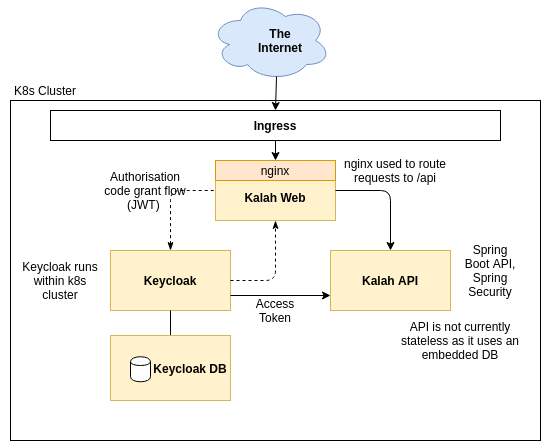 The
Internet
K8s Cluster
Ingress
nginx
Kalah Web
Authorisation
code grant flow
(JWT)
nginx used to route
requests to /api
Keycloak runs
within k8s
cluster
Keycloak
Access
Token
Kalah API
Spring
Boot API,
Spring
Security
API is not currently
stateless as it uses an
embedded DB
Keycloak DB